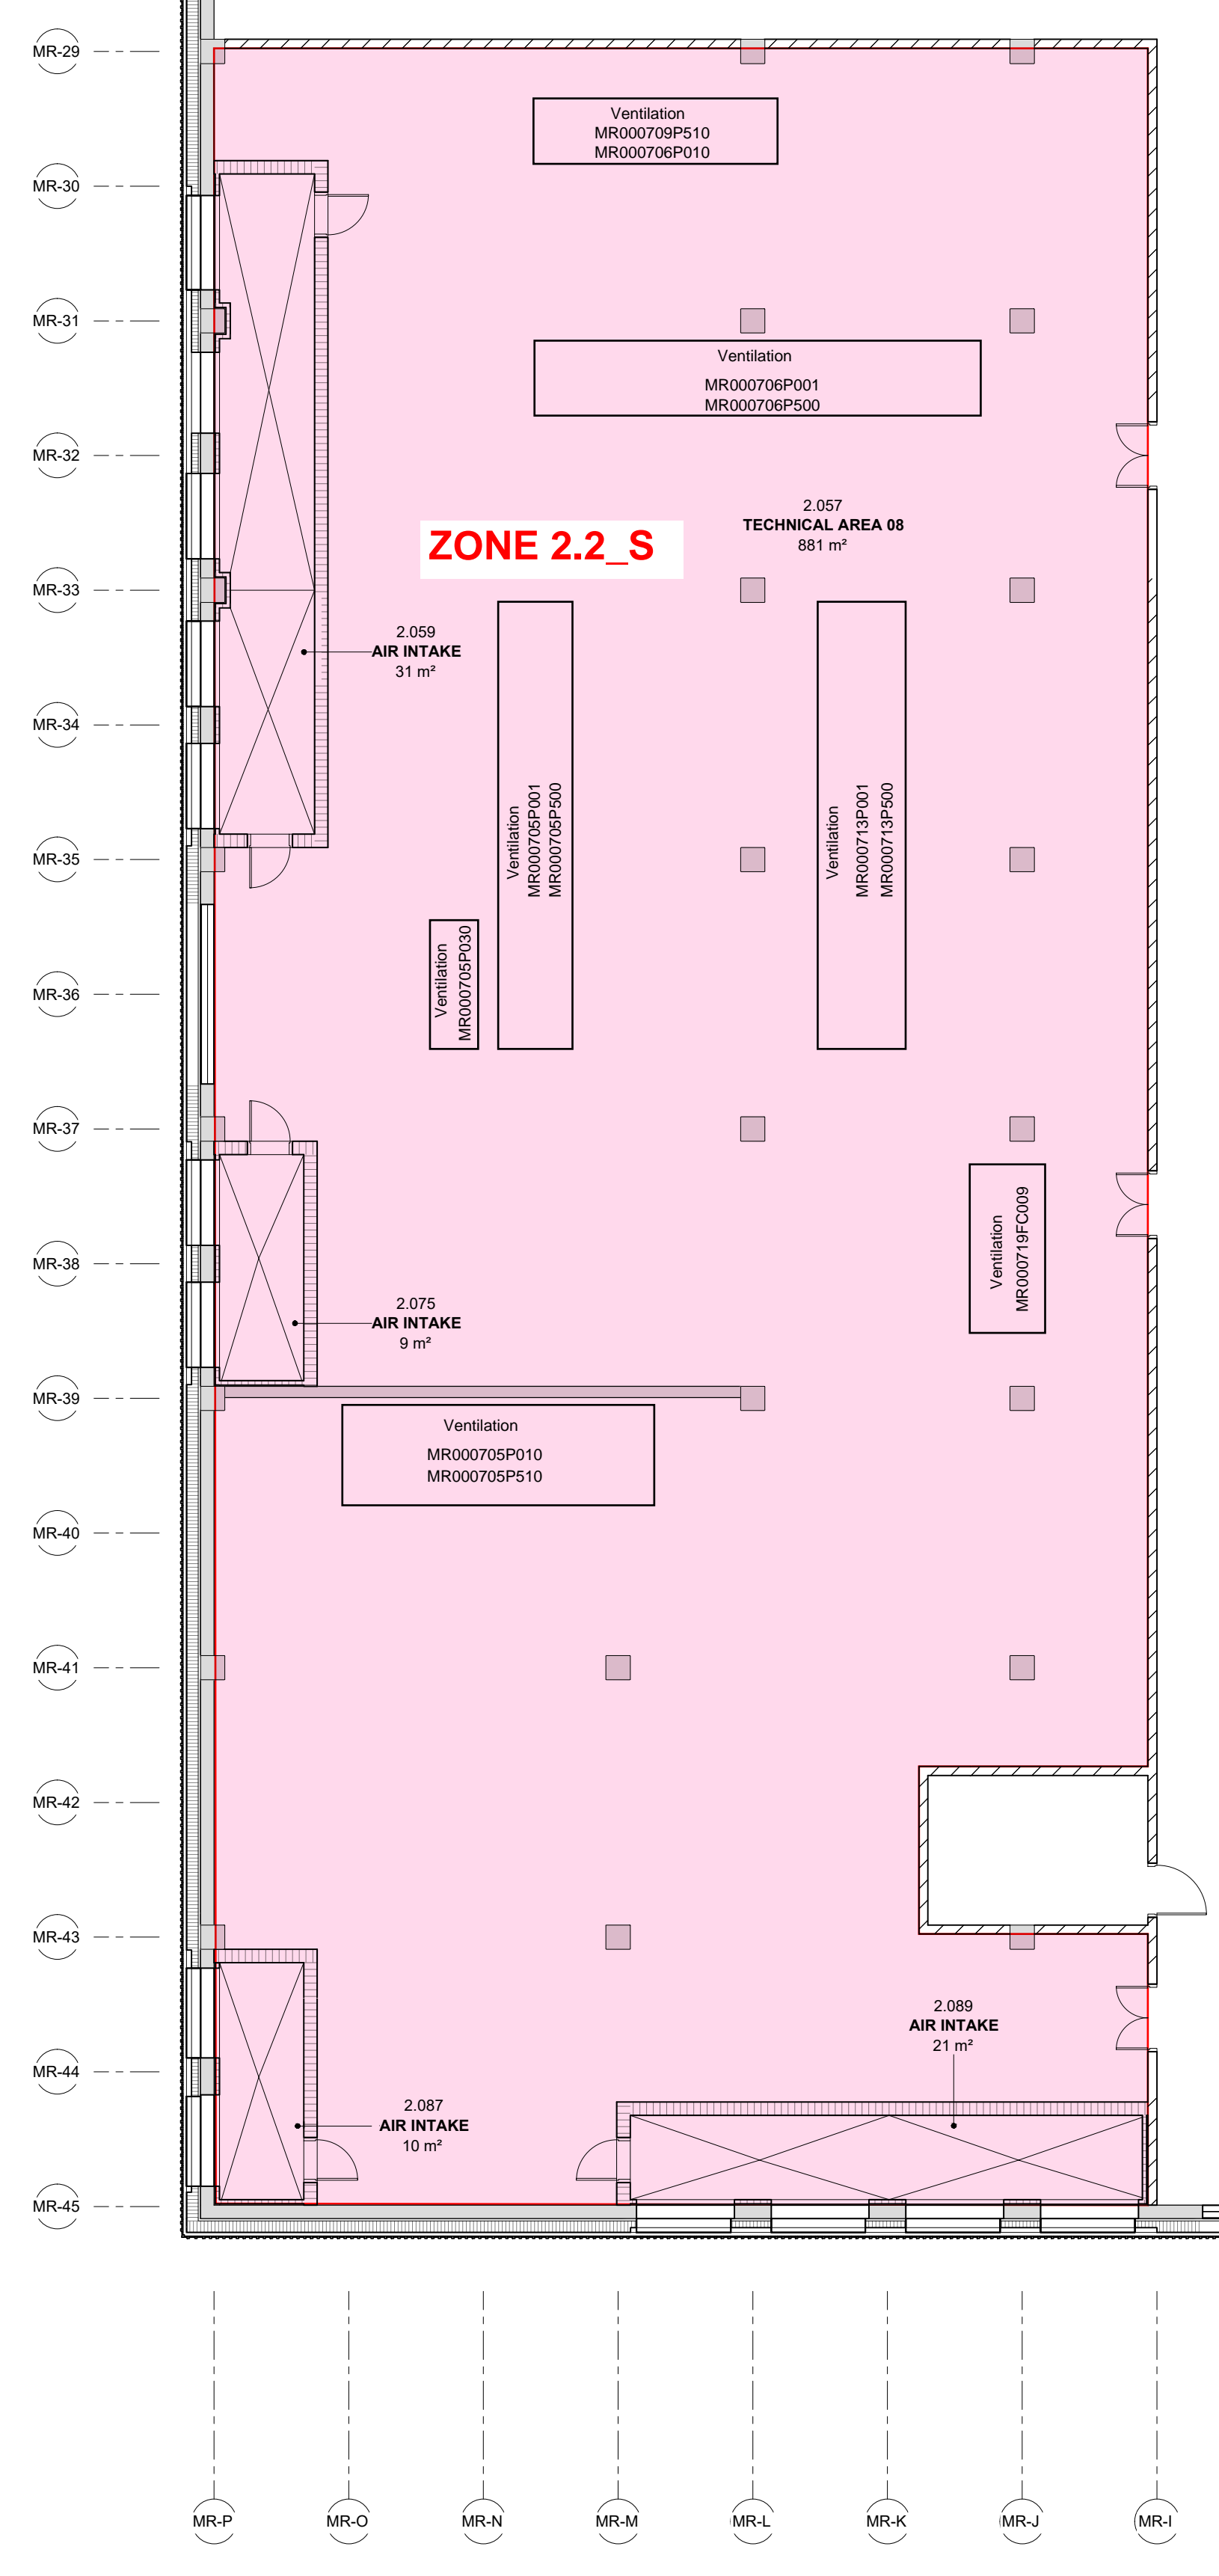 MR-29
Ventilation
MR000709P510
MR000706P010
MR-30
MR-31
Ventilation
MR000706P001
MR000706P500
MR-32
2.057
TECHNICAL AREA 08
881 m²
ZONE 2.2_S
MR-33
2.059
AIR INTAKE
31 m²
MR-34
Ventilation
MR000705P001
MR000705P500
Ventilation
MR000713P001
MR000713P500
MR-35
Ventilation
MR000705P030
MR-36
MR-37
Ventilation
MR000719FC009
MR-38
2.075
AIR INTAKE
9 m²
MR-39
Ventilation
MR000705P010
MR000705P510
MR-40
MR-41
MR-42
MR-43
2.089
AIR INTAKE
21 m²
MR-44
2.087
AIR INTAKE
10 m²
MR-45
MR-P
MR-O
MR-N
MR-M
MR-L
MR-K
MR-J
MR-I